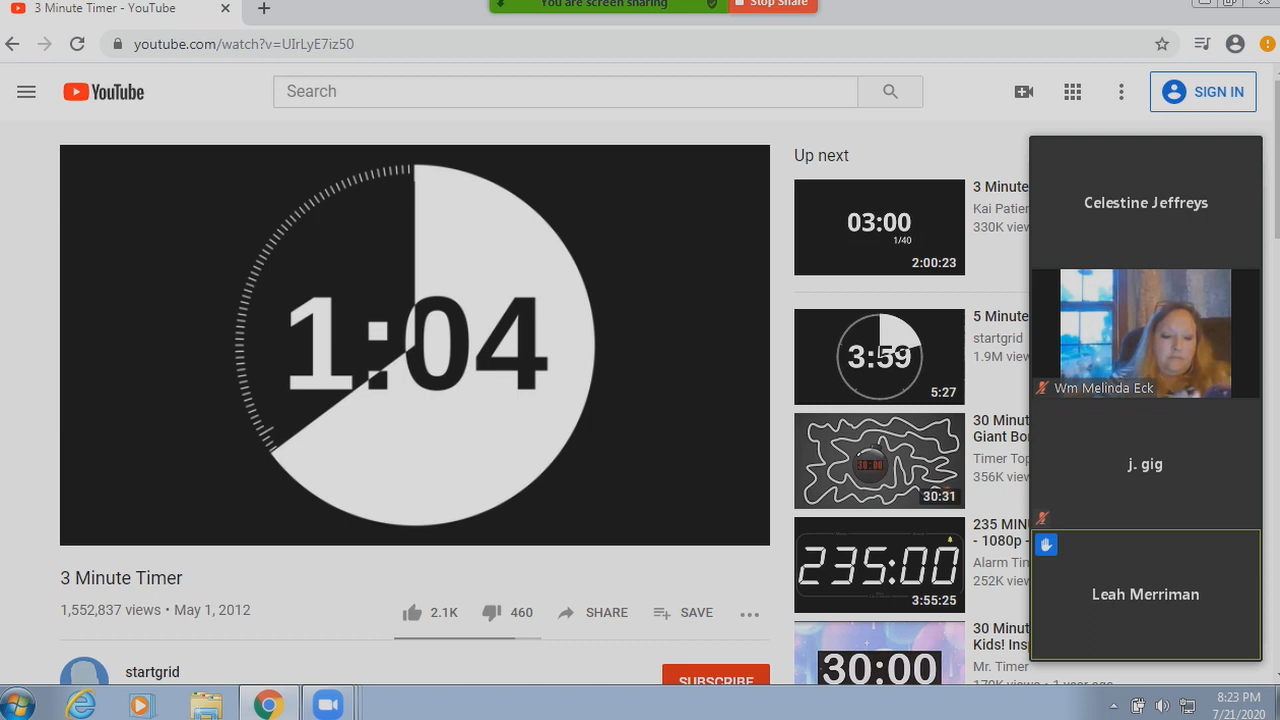 3 Minute Timer - YouTube
You are screen sharing
Stop Share
youtube.com/watch?v=UIrLyE7iz50
YouTube
Search
SIGN IN
1:04
3 Minute Timer
1,552,837 views • May 1, 2012
2.1K
460
SHARE
SAVE
startgrid
SUBSCRIBE
Up next
03:00
1/40
2:00:23
3 Minute
Kai Patier
330K view
3:59
5:27
5 Minute
startgrid
1.9M view
30:00
30:31
30 Minut
Giant Bo
Timer Top
356K view
235:00
3:55:25
235 MIN
- 1080p -
Alarm Tin
252K view
30:00
30 Minut
Kids! Ins
Mr. Timer
Celestine Jeffreys
Wm Melinda Eck
j. gig
Leah Merriman
8:23 PM
7/21/2020